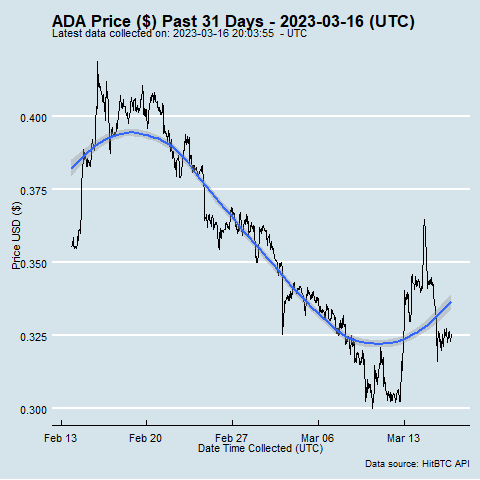 ADA Price ($) Past 31 Days - 2023-03-16 (UTC)
Latest data collected on: 2023-03-16 20:03:55 - UTC
0.400
0.375
0.350
0.325
0.300
Price USD ($)
Feb 13 Feb 20 Feb 27 Mar 06 Mar 13
Date Time Collected (UTC)
Data source: HitBTC API